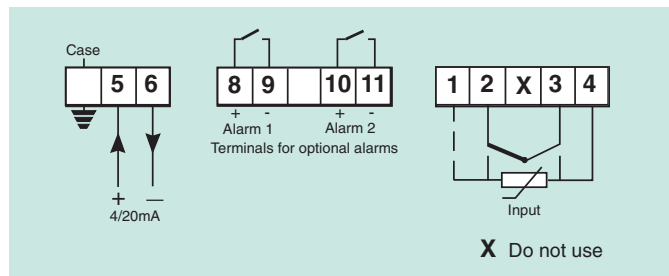 Case
5 6
+ —
4/20mA
8 9 10 11
+ - + -
Alarm 1 Alarm 2
Terminals for optional alarms
1 2 X 3 4
Input
X Do not use